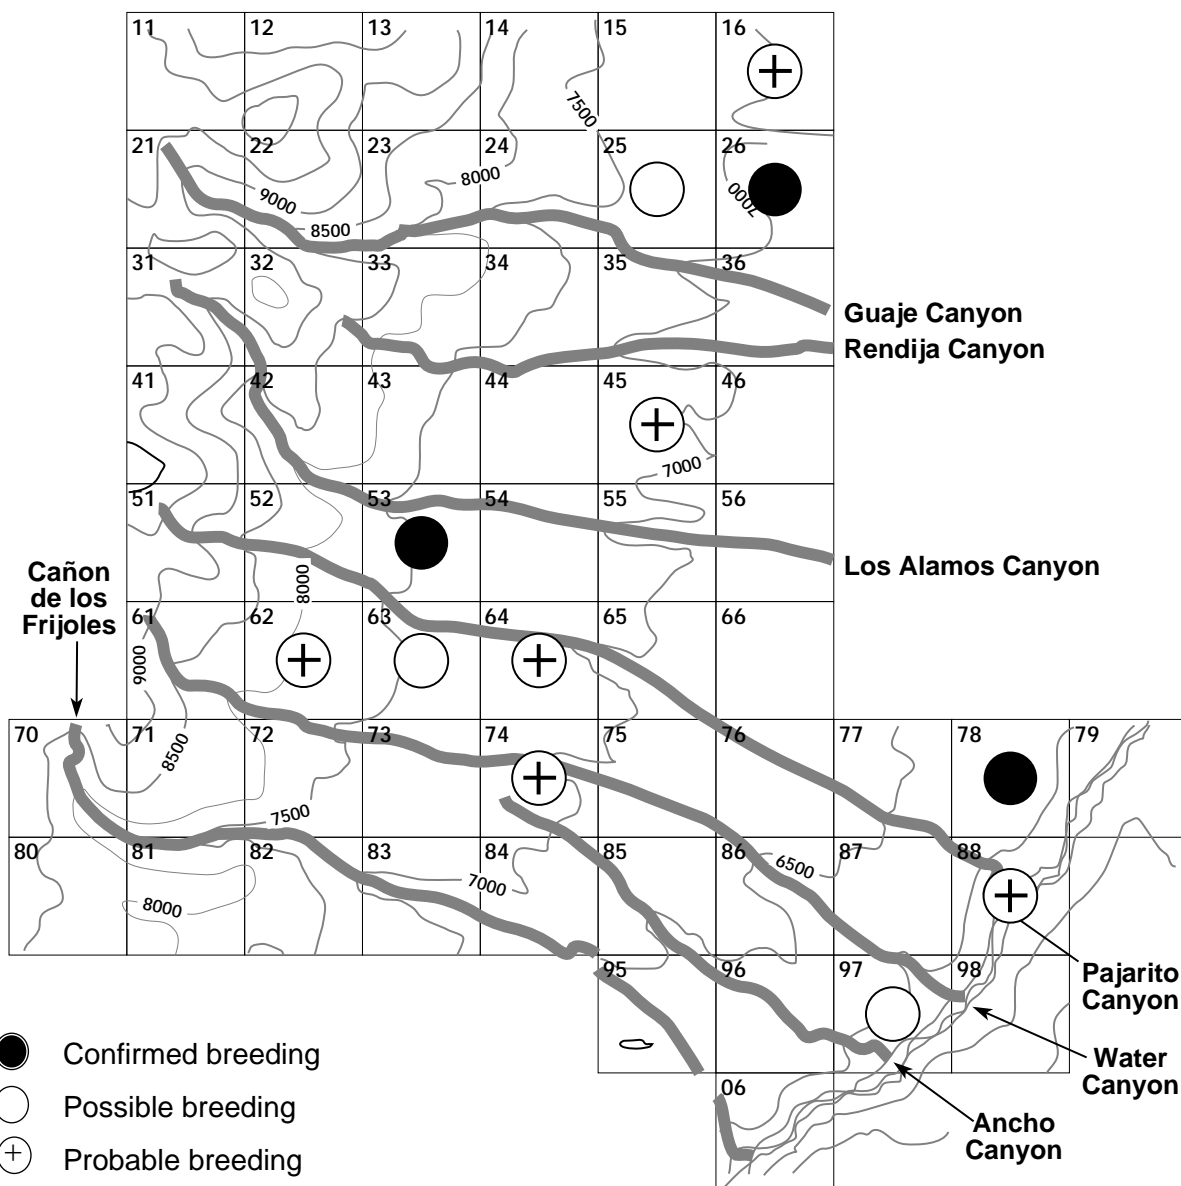 11 12 13 14 15 16
7500
21 22 23 24 25 26
8000
9000
7000
8500
31 32 33 34 35 36
Guaje Canyon
Rendija Canyon
41 42 43 44 45 46
7000
51 52 53 54 55 56
Los Alamos Canyon
Cañon
de los
Frijoles
8000
61 62 63 64 65 66
9000
70 71 72 73 74 75 76 77 78 79
8500
7500
80 81 82 83 84 85 86 87 88
6500
7000
8000
95 96 97 98
Pajarito
Canyon
Water
Canyon
06
Ancho
Canyon
Confirmed breeding
Possible breeding
Probable breeding